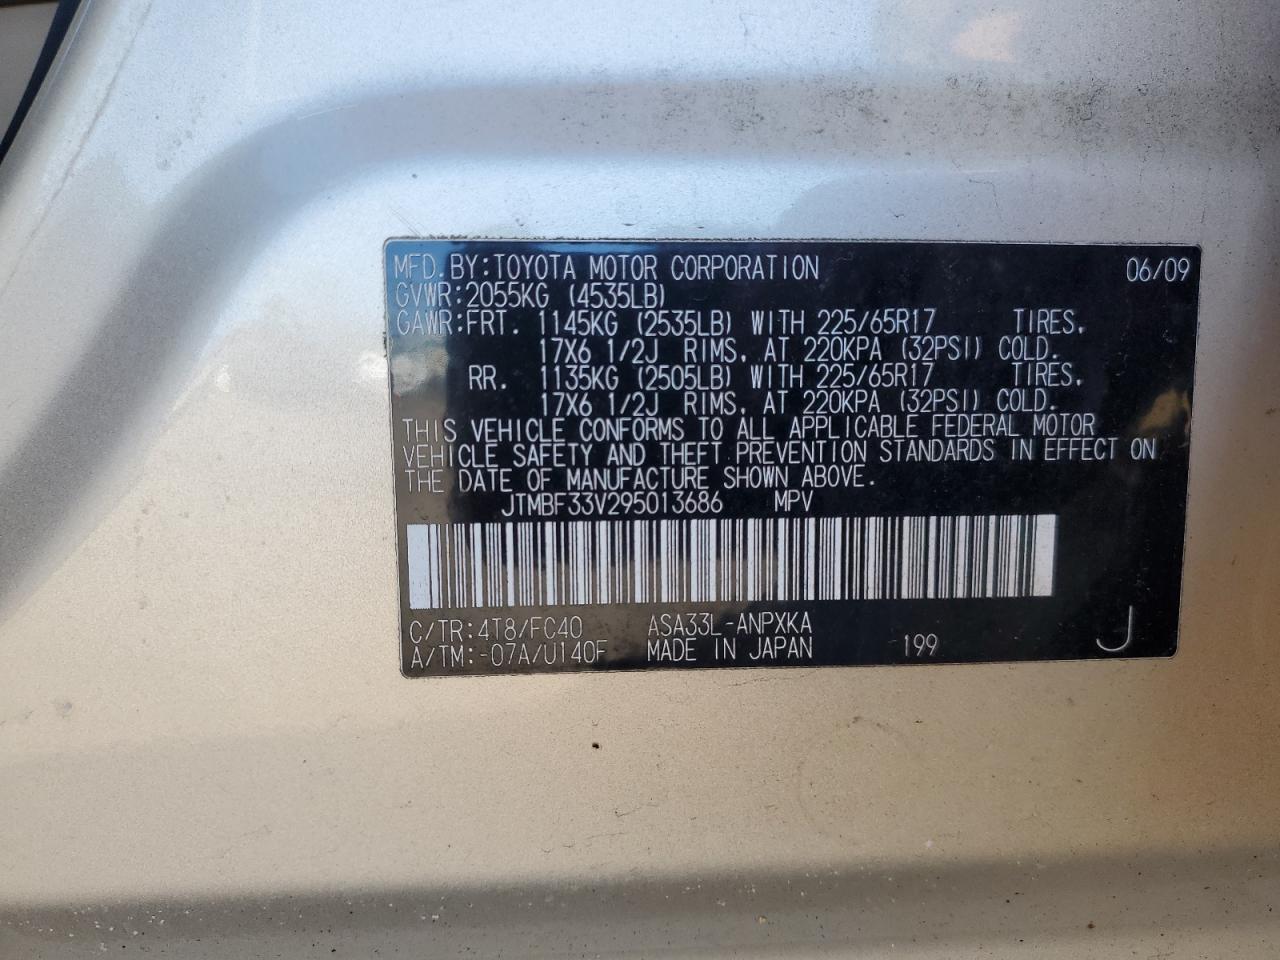 MFD. BY:TOYOTA MOTOR CORPORATION 06/09
GVWR:2055KG (4535LB)
GAWR:FRT. 1145KG (2535LB) WITH 225/65R17 TIRES,
17X6 1/2J RIMS, AT 220KPA (32PSI) COLD.
RR. 1135KG (2505LB) WITH 225/65R17 TIRES,
17X6 1/2J RIMS, AT 220KPA (32PSI) COLD.
THIS VEHICLE CONFORMS TO ALL APPLICABLE FEDERAL MOTOR
VEHICLE SAFETY AND THEFT PREVENTION STANDARDS IN EFFECT ON
THE DATE OF MANUFACTURE SHOWN ABOVE.
JTMBF33V295013686 MPV
C/TR:4T8/FC40 ASA33L-ANPXKA
A/TM:-07A/U140F MADE IN JAPAN 199 J